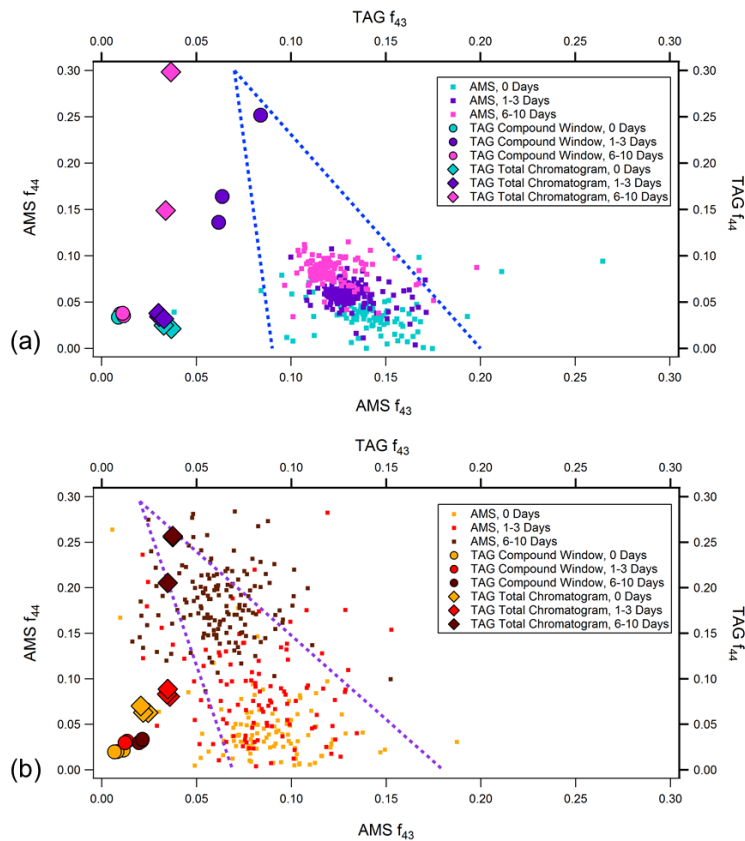 TAG f43
0.00 0.05 0.10 0.15 0.20 0.25 0.30
0.30 0.30
AMS, 0 Days
AMS, 1-3 Days
0.25 0.25
AMS, 6-10 Days
TAG Compound Window, 0 Days
TAG Compound Window, 1-3 Days
0.20 0.20
TAG Compound Window, 6-10 Days
TAG Total Chromatogram, 0 Days
TAG Total Chromatogram, 1-3 Days
TAG Total Chromatogram, 6-10 Days
AMS f44
0.15 0.15
TAG f44
0.10 0.10
0.05 0.05
(a)
0.00 0.00
0.00 0.05 0.10 0.15 0.20 0.25 0.30
AMS f43
TAG f43
0.00 0.05 0.10 0.15 0.20 0.25 0.30
0.30 0.30
AMS, 0 Days
AMS, 1-3 Days
0.25 0.25
AMS, 6-10 Days
TAG Compound Window, 0 Days
TAG Compound Window, 1-3 Days
TAG Compound Window, 6-10 Days
0.20 0.20
TAG Total Chromatogram, 0 Days
TAG Total Chromatogram, 1-3 Days
TAG Total Chromatogram, 6-10 Days
AMS f44
0.15 0.15
TAG f44
0.10 0.10
0.05 0.05
(b)
0.00 0.00
0.00 0.05 0.10 0.15 0.20 0.25 0.30
AMS f43